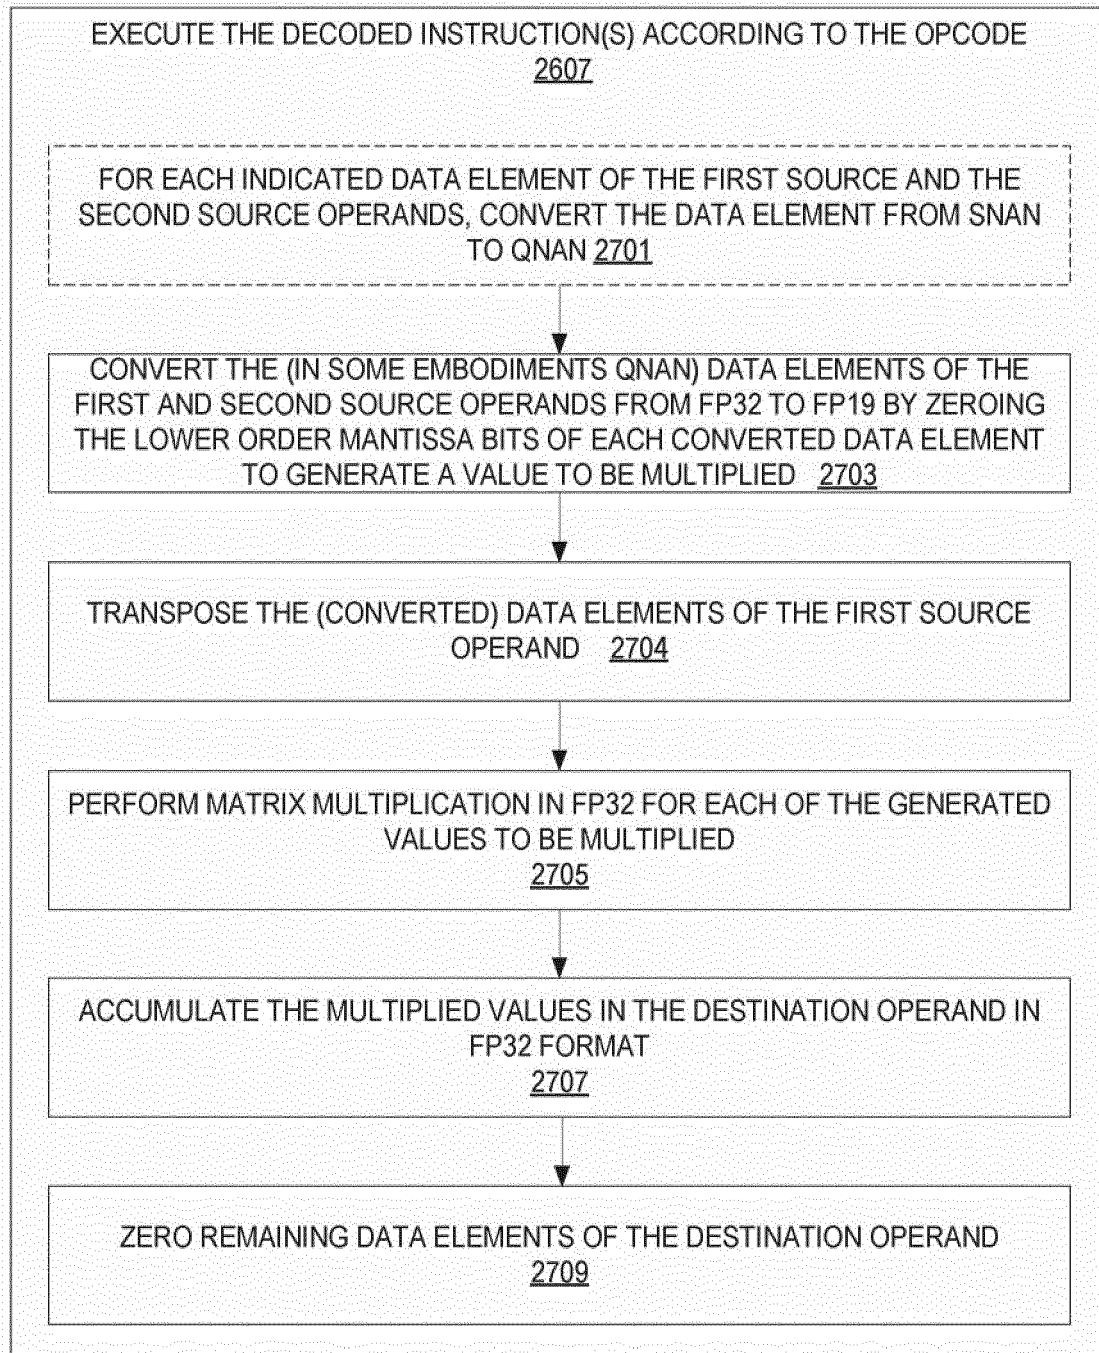 EXECUTE THE DECODED INSTRUCTION(S) ACCORDING TO THE OPCODE
2607
FOR EACH INDICATED DATA ELEMENT OF THE FIRST SOURCE AND THE
SECOND SOURCE OPERANDS, CONVERT THE DATA ELEMENT FROM SNAN
TO QNAN 2701
CONVERT THE (IN SOME EMBODIMENTS QNAN) DATA ELEMENTS OF THE
FIRST AND SECOND SOURCE OPERANDS FROM FP32 TO FP19 BY ZEROING
THE LOWER ORDER MANTISSA BITS OF EACH CONVERTED DATA ELEMENT
TO GENERATE A VALUE TO BE MULTIPLIED 2703
TRANSPOSE THE (CONVERTED) DATA ELEMENTS OF THE FIRST SOURCE
OPERAND 2704
PERFORM MATRIX MULTIPLICATION IN FP32 FOR EACH OF THE GENERATED
VALUES TO BE MULTIPLIED
2705
ACCUMULATE THE MULTIPLIED VALUES IN THE DESTINATION OPERAND IN
FP32 FORMAT
2707
ZERO REMAINING DATA ELEMENTS OF THE DESTINATION OPERAND
2709